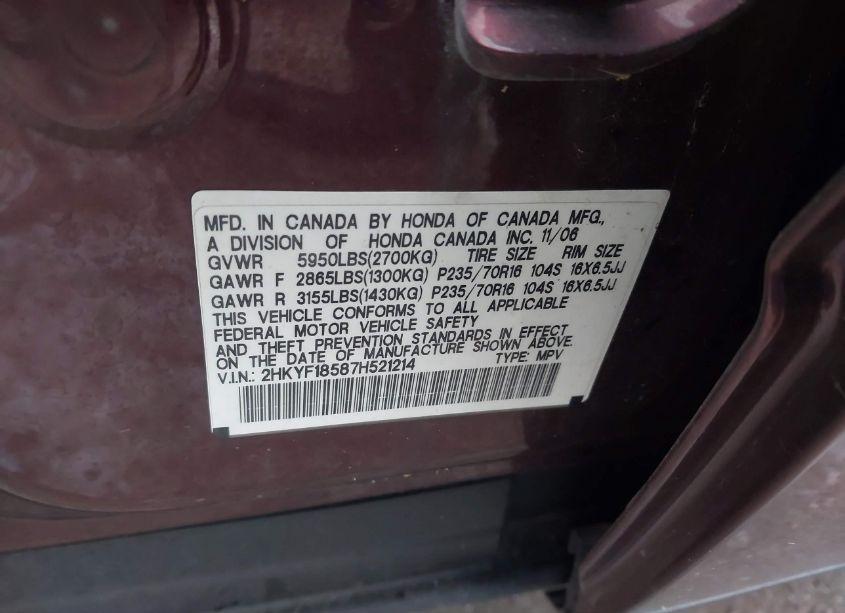 MFD. IN CANADA BY HONDA OF CANADA MFG.,
A DIVISION OF HONDA CANADA INC. 11/06
GVWR 5950LBS(2700KG) TIRE SIZE RIM SIZE
GAWR F 2865LBS(1300KG) P235/70R16 104S 16X6.5JJ
GAWR R 3155LBS(1430KG) P235/70R16 104S 16X6.5JJ
THIS VEHICLE CONFORMS TO ALL APPLICABLE
FEDERAL MOTOR VEHICLE SAFETY
AND THEFT PREVENTION STANDARDS IN EFFECT
ON THE DATE OF MANUFACTURE SHOWN ABOVE.
V.I.N.: 2HKYF18587H521214 TYPE: MPV